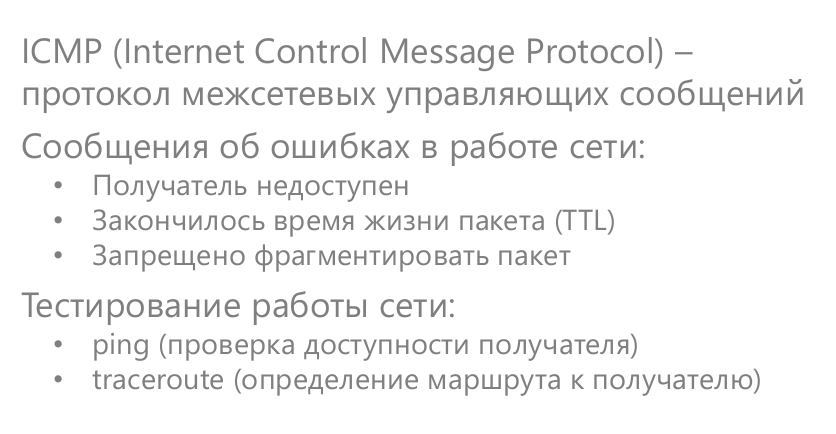 ICMP (Internet Control Message Protocol) –
протокол межсетевых управляющих сообщений
Сообщения об ошибках в работе сети:
• Получатель недоступен
• Закончилось время жизни пакета (TTL)
• Запрещено фрагментировать пакет
Тестирование работы сети:
• ping (проверка доступности получателя)
• traceroute (определение маршрута к получателю)